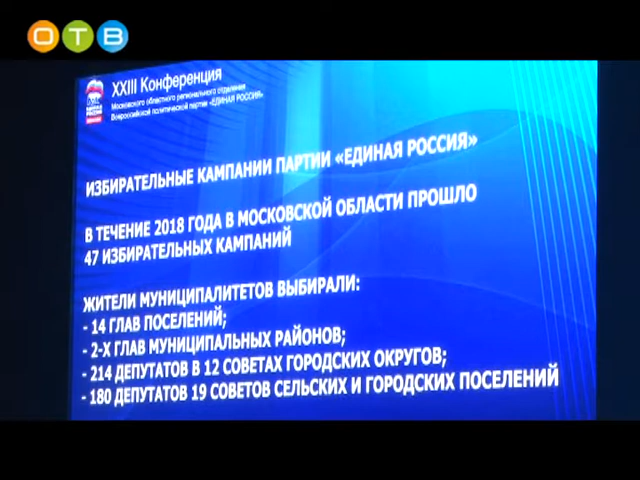 ОТВ
XXIII Конференция
Московского областного регионального отделения
Всероссийской политической партии «ЕДИНАЯ РОССИЯ»
ИЗБИРАТЕЛЬНЫЕ КАМПАНИИ ПАРТИИ «ЕДИНАЯ РОССИЯ»
В ТЕЧЕНИЕ 2018 ГОДА В МОСКОВСКОЙ ОБЛАСТИ ПРОШЛО
47 ИЗБИРАТЕЛЬНЫХ КАМПАНИЙ
ЖИТЕЛИ МУНИЦИПАЛИТЕТОВ ВЫБИРАЛИ:
- 14 ГЛАВ ПОСЕЛЕНИЙ;
- 2-Х ГЛАВ МУНИЦИПАЛЬНЫХ РАЙОНОВ;
- 214 ДЕПУТАТОВ В 12 СОВЕТАХ ГОРОДСКИХ ОКРУГОВ;
- 180 ДЕПУТАТОВ 19 СОВЕТОВ СЕЛЬСКИХ И ГОРОДСКИХ ПОСЕЛЕНИЙ